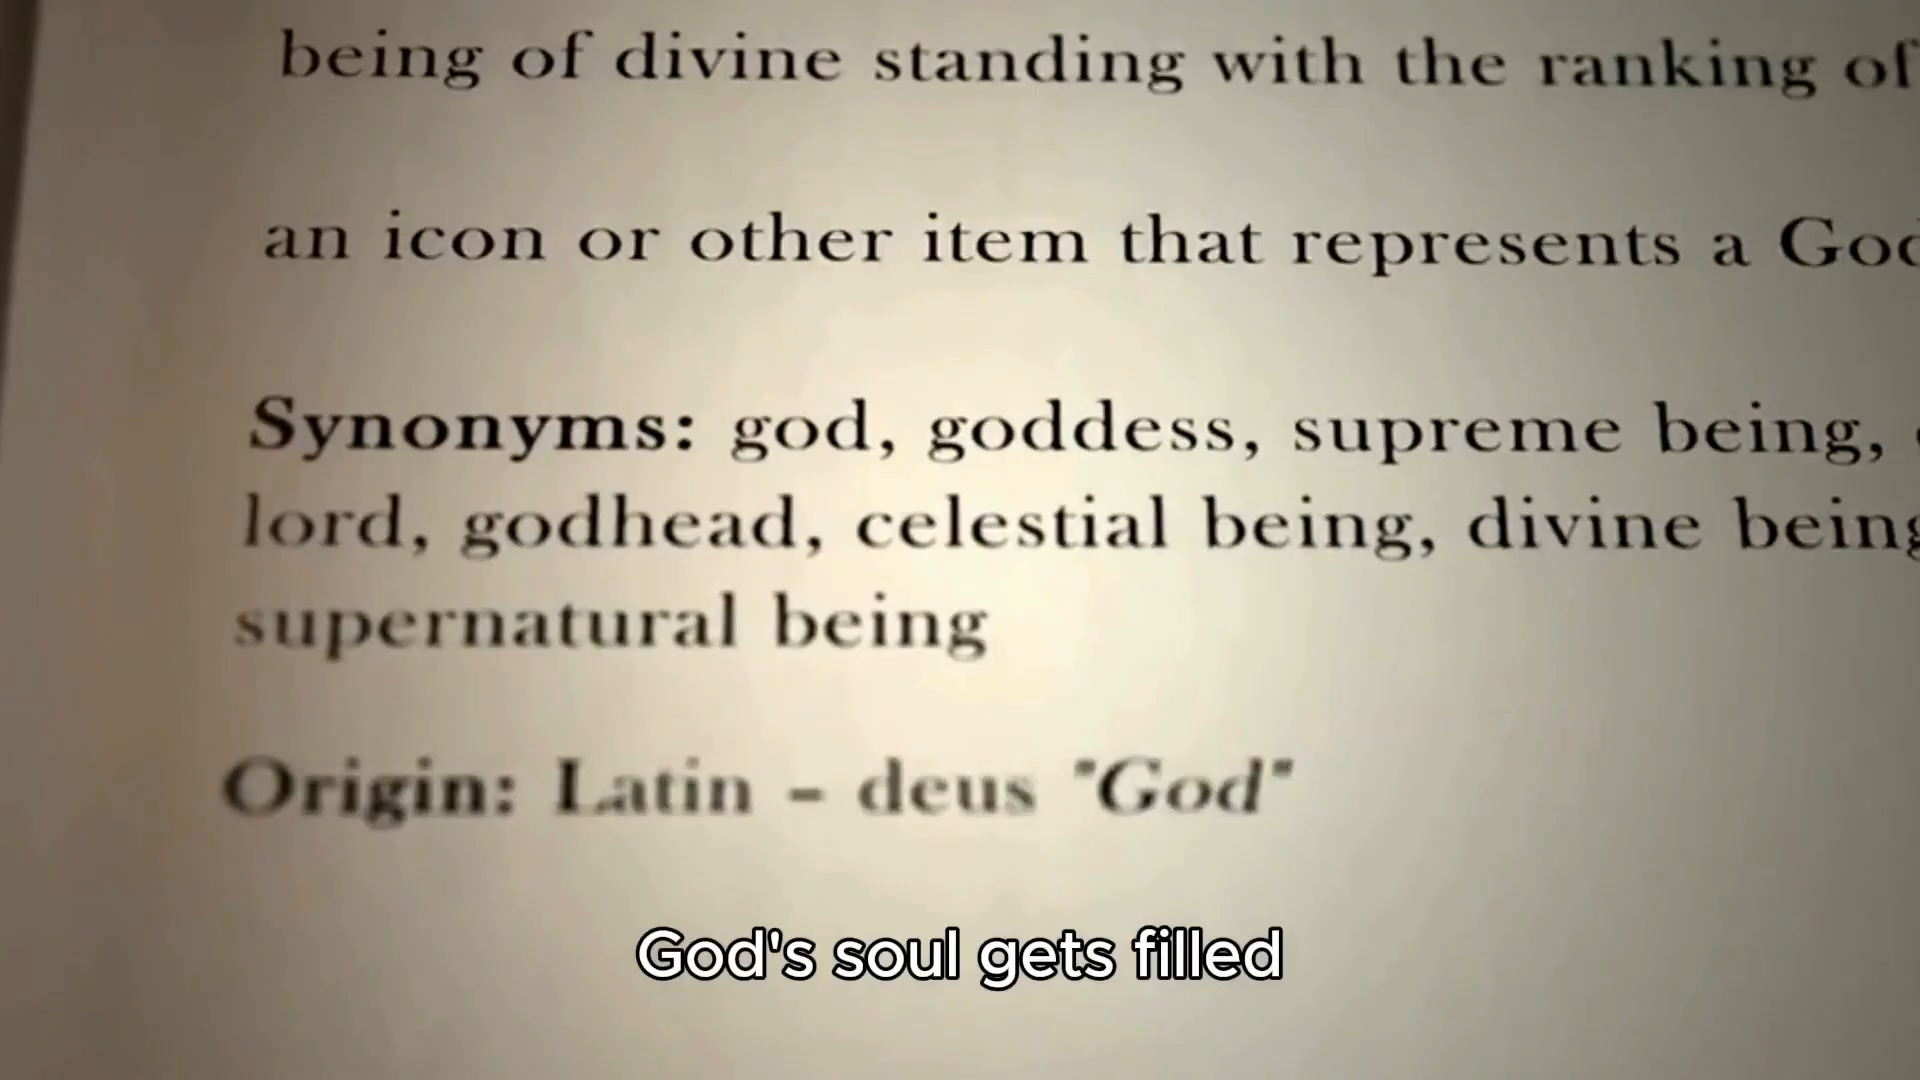 being of divine standing with the ranking of
an icon or other item that represents a God
Synonyms: god, goddess, supreme being,
lord, godhead, celestial being, divine being
supernatural being
Origin: Latin - deus "God"
God's soul gets filled